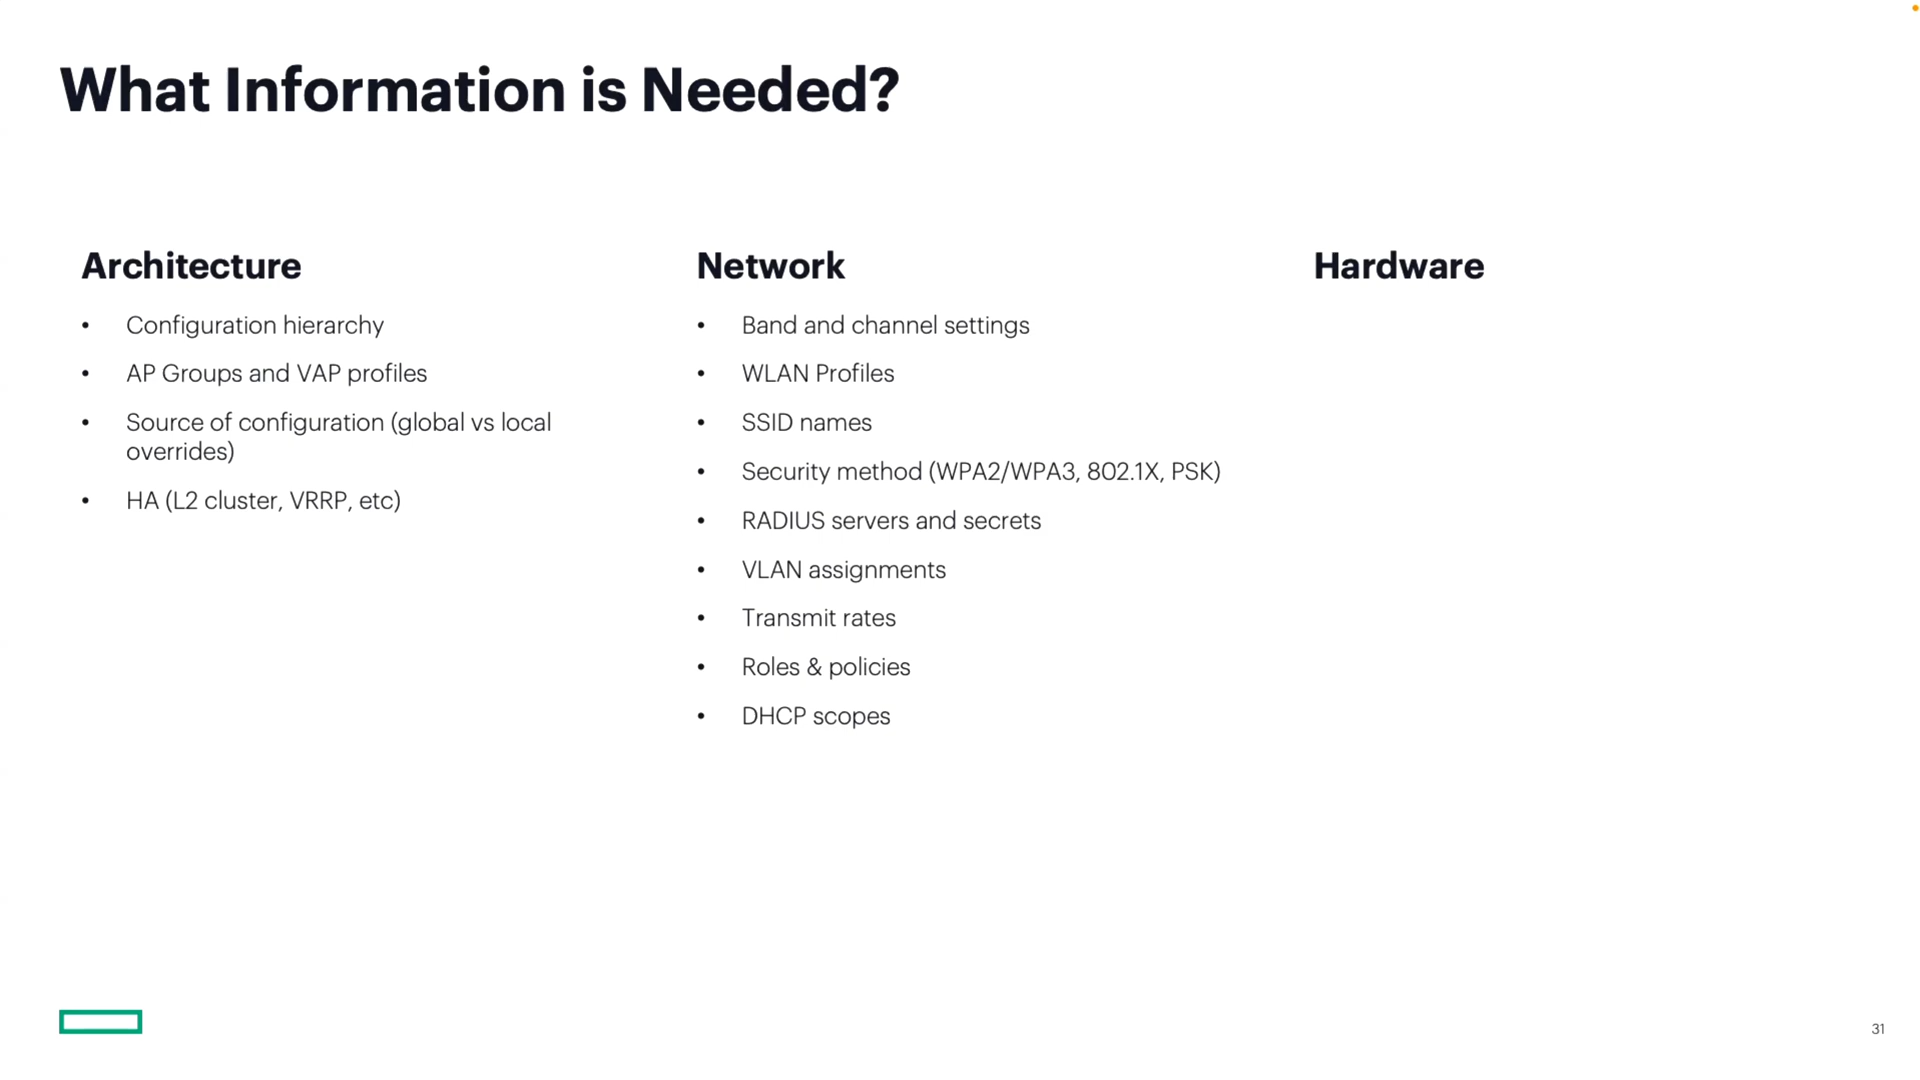 What Information is Needed?
Architecture
• Configuration hierarchy
• AP Groups and VAP profiles
• Source of configuration (global vs local
overrides)
• HA (L2 cluster, VRRP, etc)
Network
• Band and channel settings
• WLAN Profiles
• SSID names
• Security method (WPA2/WPA3, 802.1X, PSK)
• RADIUS servers and secrets
• VLAN assignments
• Transmit rates
• Roles & policies
• DHCP scopes
Hardware
31